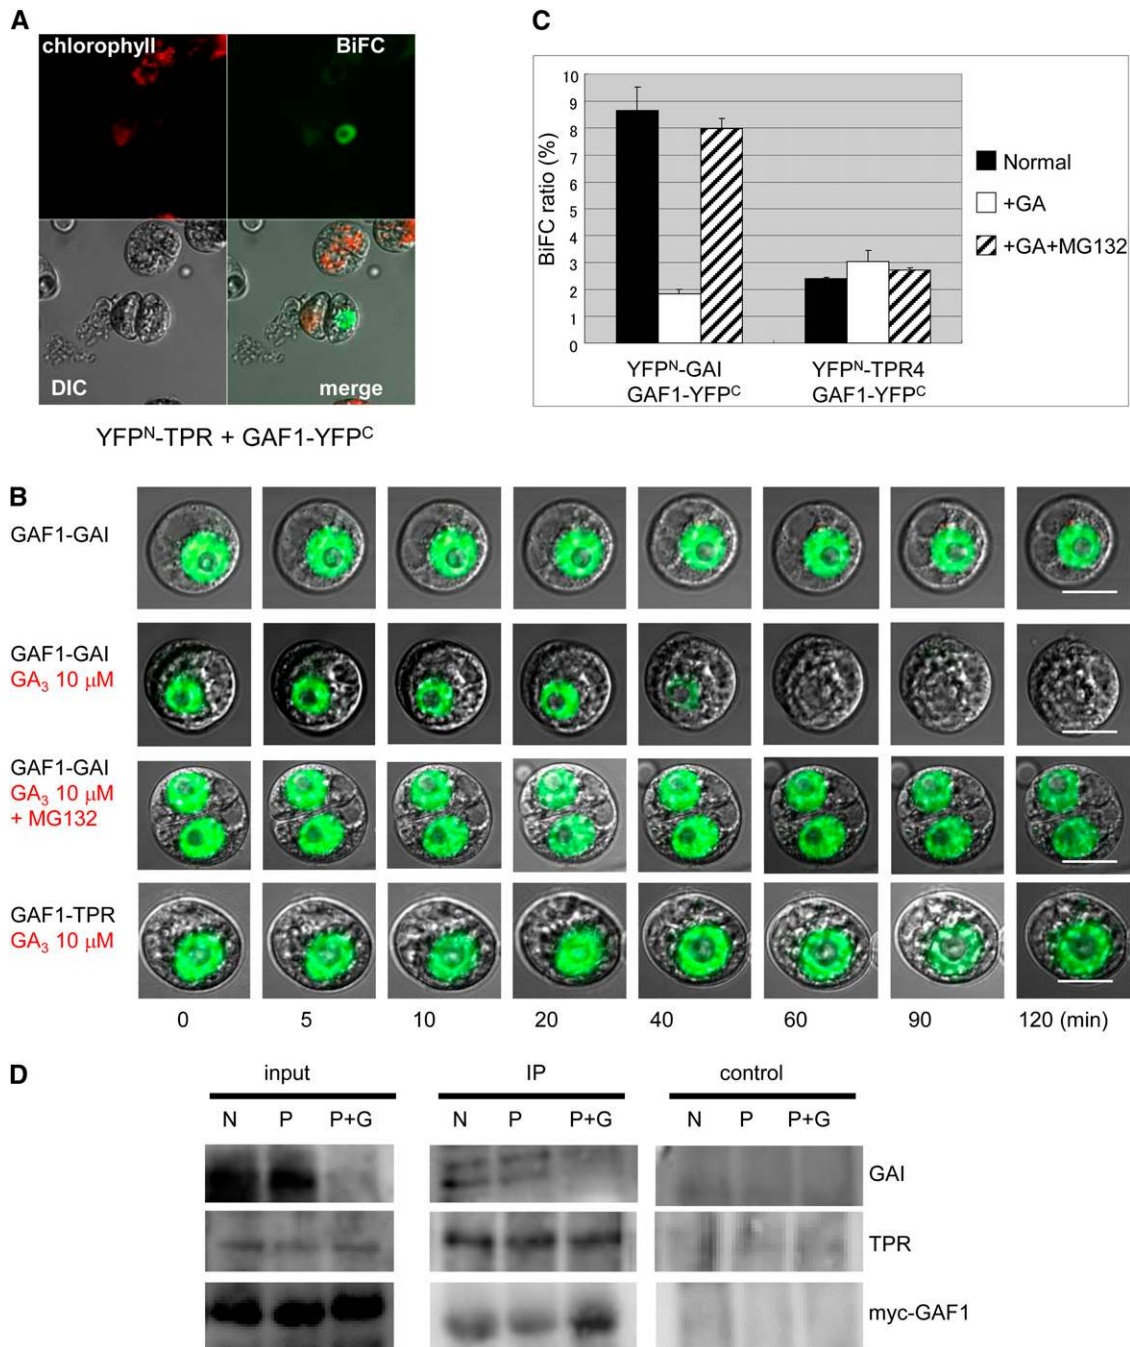 A
chlorophyll
BiFC
DIC
merge
YFPᴺ-TPR + GAF1-YFPᶜ
C
BiFC ratio (%)
10
9
8
7
6
5
4
3
2
1
0
YFPᴺ-GAI
GAF1-YFPᶜ
YFPᴺ-TPR4
GAF1-YFPᶜ
Normal
+GA
+GA+MG132
B
GAF1-GAI
GAF1-GAI
GA₃ 10 μM
GAF1-GAI
GA₃ 10 μM
+ MG132
GAF1-TPR
GA₃ 10 μM
0 5 10 20 40 60 90 120 (min)
D
input IP control
N P P+G N P P+G N P P+G
GAI
TPR
myc-GAF1